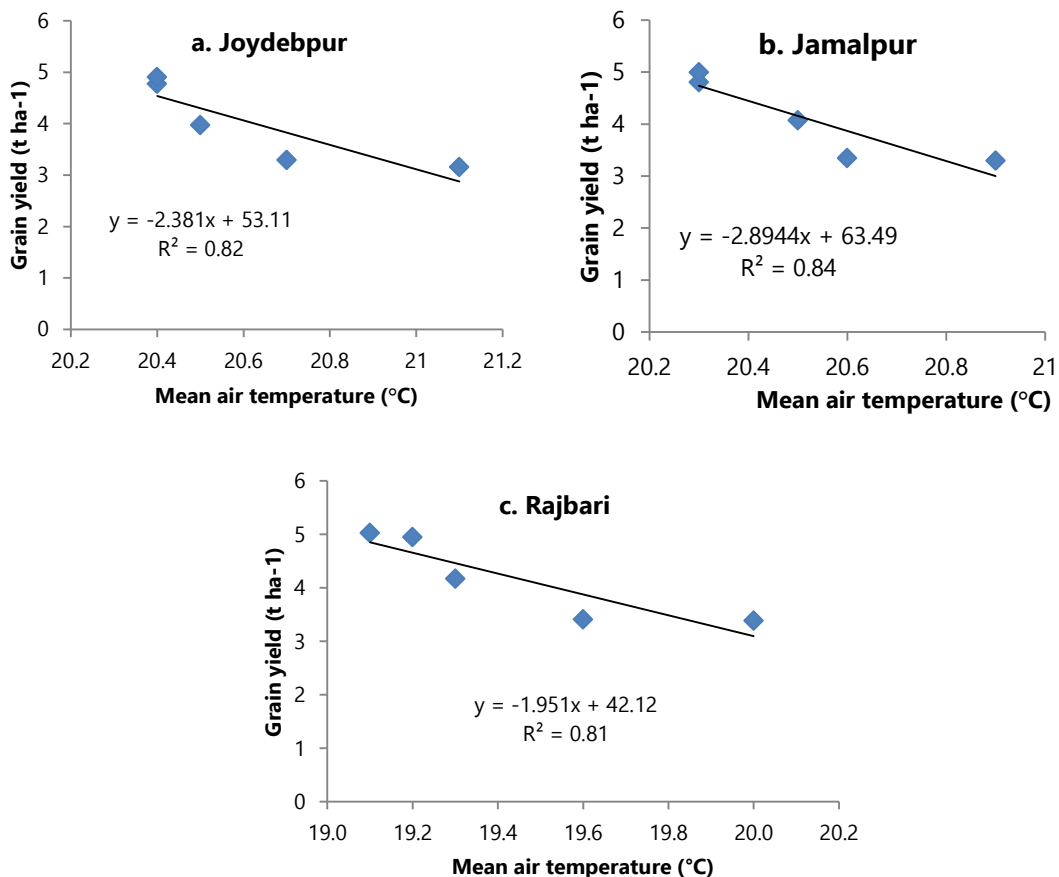 a. Joydebpur
Grain yield (t ha-1)
6
5
4
3
2
1
0
y = -2.381x + 53.11
R² = 0.82
20.2 20.4 20.6 20.8 21 21.2
Mean air temperature (°C)
b. Jamalpur
Grain yield (t ha-1)
6
5
4
3
2
1
0
y = -2.8944x + 63.49
R² = 0.84
20.2 20.4 20.6 20.8 21
Mean air temperature (°C)
c. Rajbari
Grain yield (t ha-1)
6
5
4
3
2
1
0
y = -1.951x + 42.12
R² = 0.81
19.0 19.2 19.4 19.6 19.8 20.0 20.2
Mean air temperature (°C)